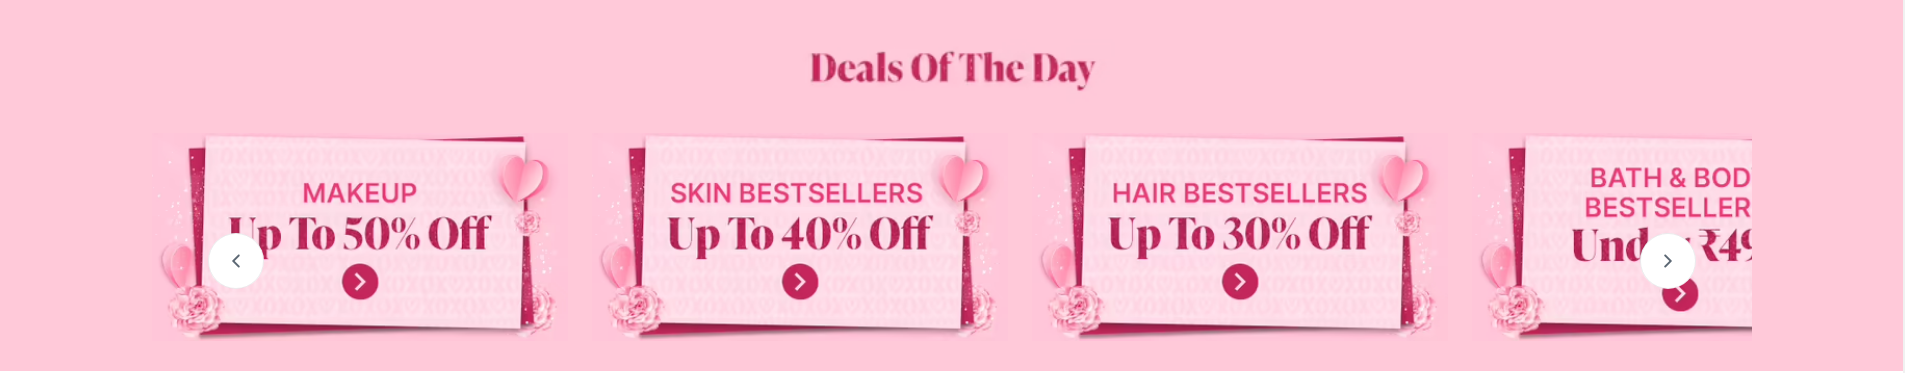 Deals Of The Day
MAKEUP
Up To 50% Off
SKIN BESTSELLERS
Up To 40% Off
HAIR BESTSELLERS
Up To 30% Off
BATH &